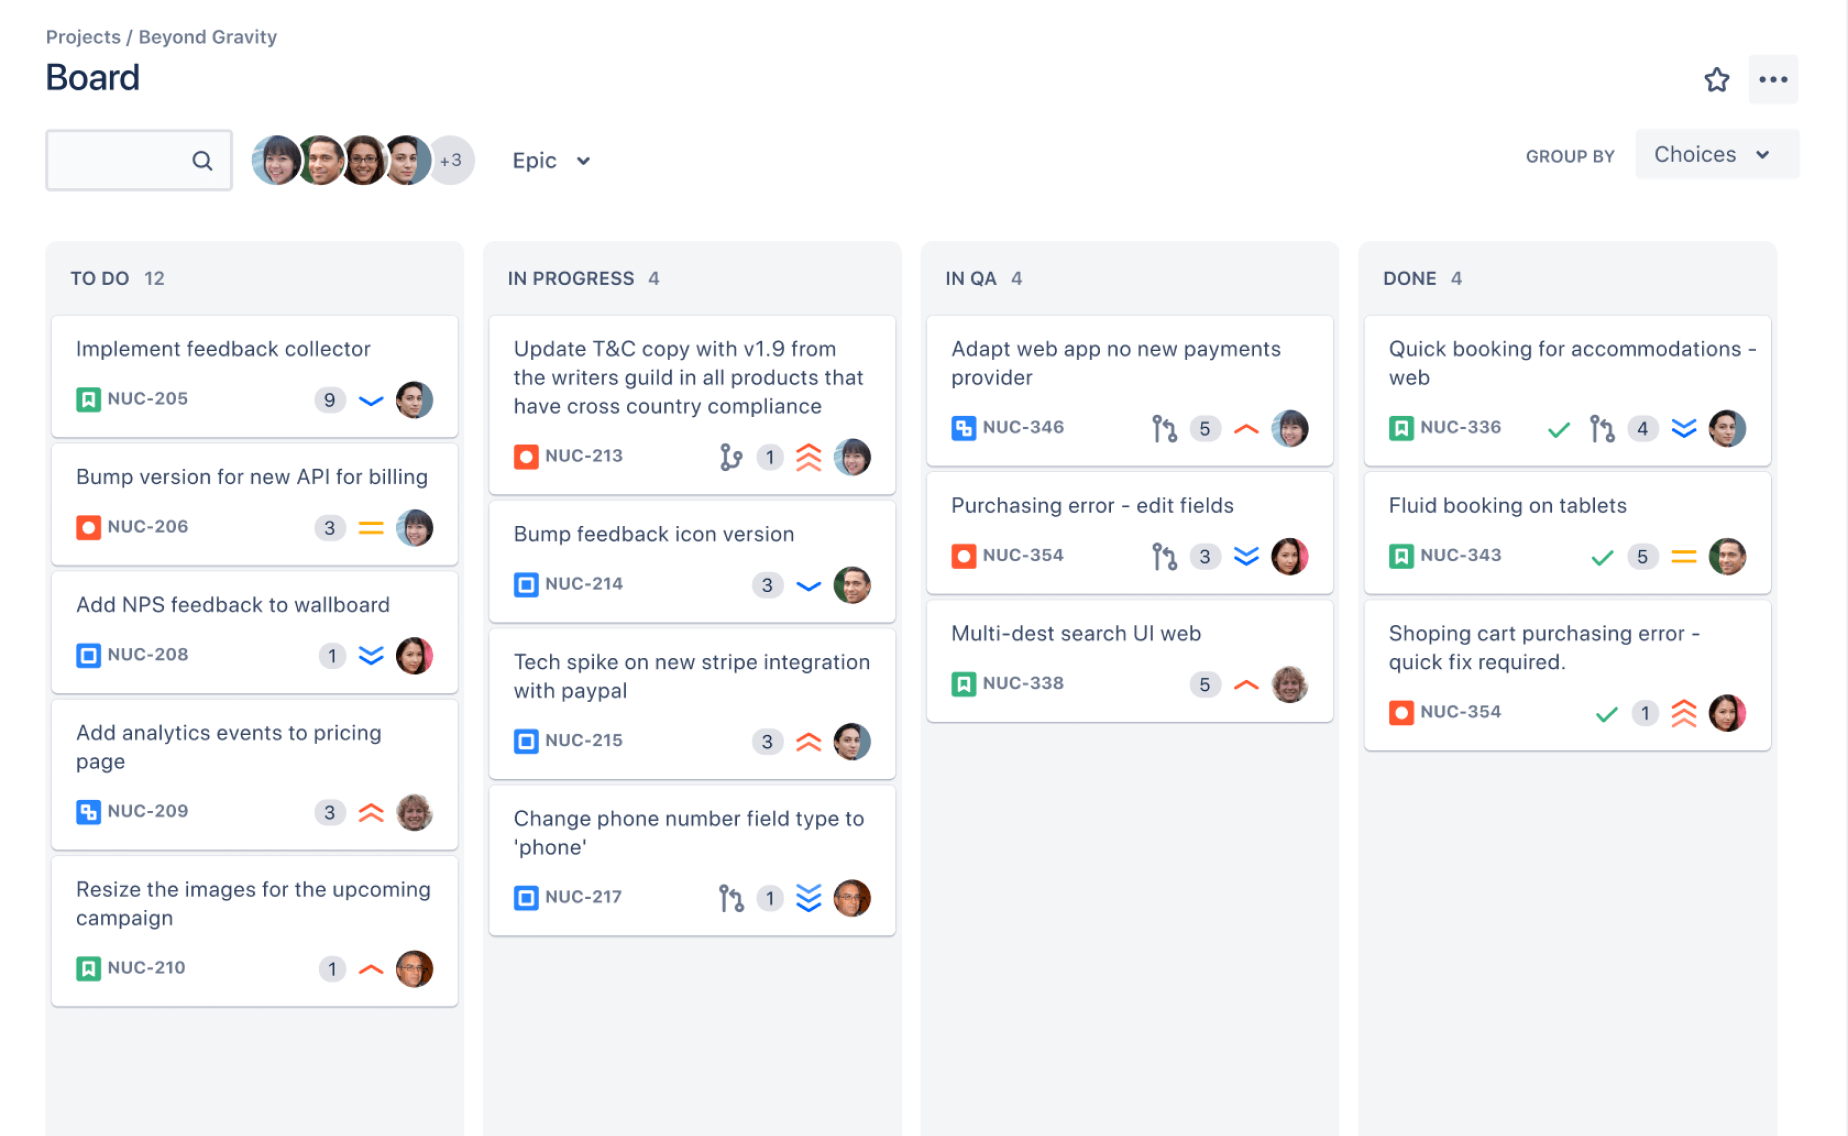 Projects / Beyond Gravity
Board
+3
Epic
GROUP BY
Choices
TO DO 12
Implement feedback collector
NUC-205
9
Bump version for new API for billing
NUC-206
3
Add NPS feedback to wallboard
NUC-208
1
Add analytics events to pricing
page
NUC-209
3
Resize the images for the upcoming
campaign
NUC-210
1
IN PROGRESS 4
Update T&C copy with v1.9 from
the writers guild in all products that
have cross country compliance
NUC-213
1
Bump feedback icon version
NUC-214
3
Tech spike on new stripe integration
with paypal
NUC-215
3
Change phone number field type to
'phone'
NUC-217
1
IN QA 4
Adapt web app no new payments
provider
NUC-346
5
Purchasing error - edit fields
NUC-354
3
Multi-dest search UI web
NUC-338
5
DONE 4
Quick booking for accommodations -
web
NUC-336
4
Fluid booking on tablets
NUC-343
5
Shoping cart purchasing error -
quick fix required.
NUC-354
1